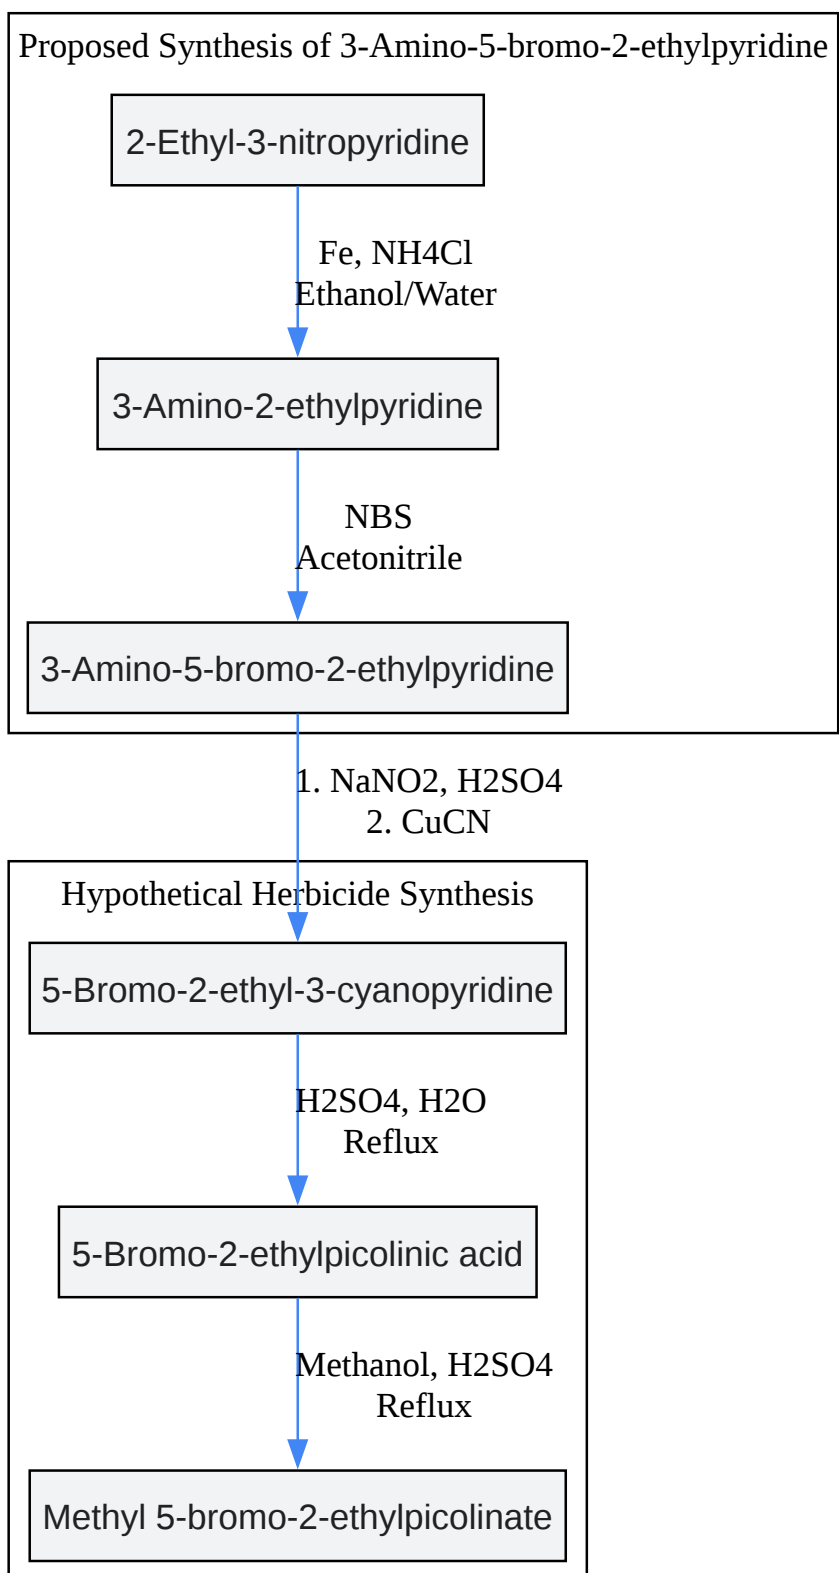 Proposed Synthesis of 3-Amino-5-bromo-2-ethylpyridine
2-Ethyl-3-nitropyridine
Fe, NH4Cl
Ethanol/Water
3-Amino-2-ethylpyridine
NBS
Acetonitrile
3-Amino-5-bromo-2-ethylpyridine
1. NaNO2, H2SO4
2. CuCN
Hypothetical Herbicide Synthesis
5-Bromo-2-ethyl-3-cyanopyridine
H2SO4, H2O
Reflux
5-Bromo-2-ethylpicolinic acid
Methanol, H2SO4
Reflux
Methyl 5-bromo-2-ethylpicolinate